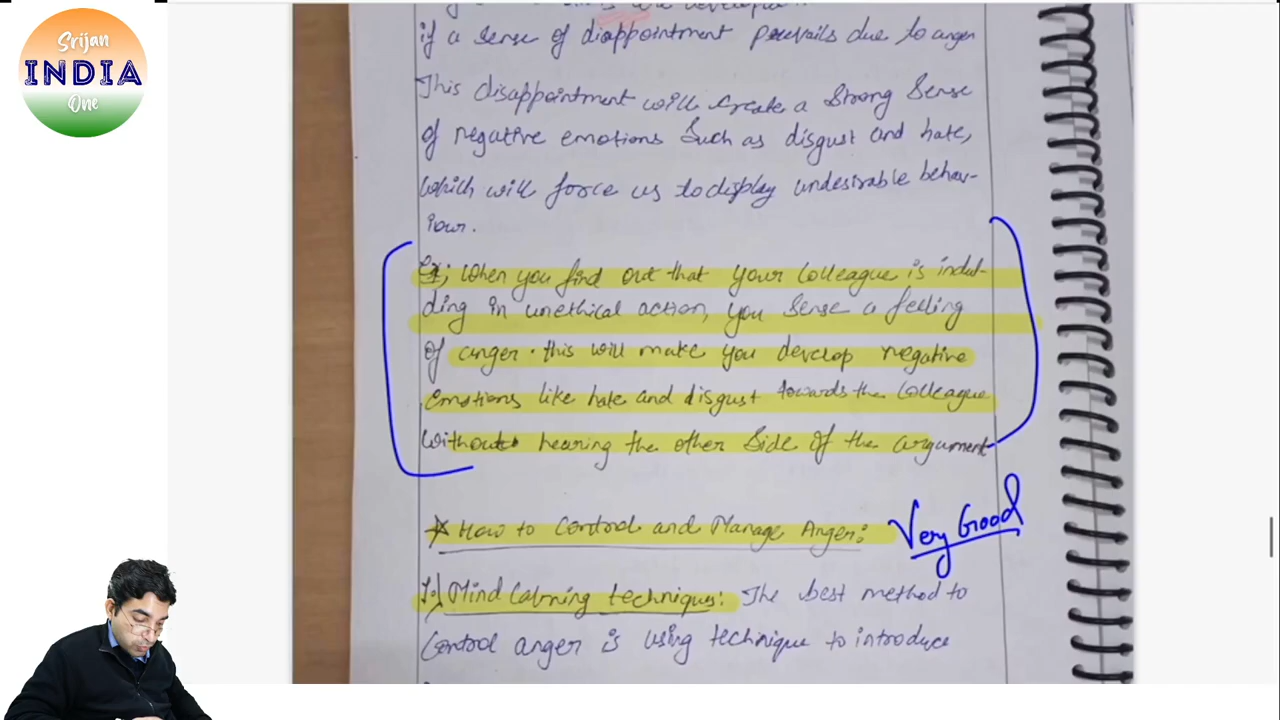 Srijan
INDIA
One
if a sense of disappointment prevails due to anger
This disappointment will create a strong sense
of negative emotions such as disgust and hate,
which will force us to display undesirable behav-
iour.
Ex; When you find out that your colleague is indul-
ding in unethical action, you sense a feeling
of anger. this will make you develop negative
emotions like hate and disgust towards the colleague
without hearing the other side of the argument
* How to Control and Manage Anger:
Very Good
1.) Mind Calming techniques: The best method to
control anger is using technique to introduce